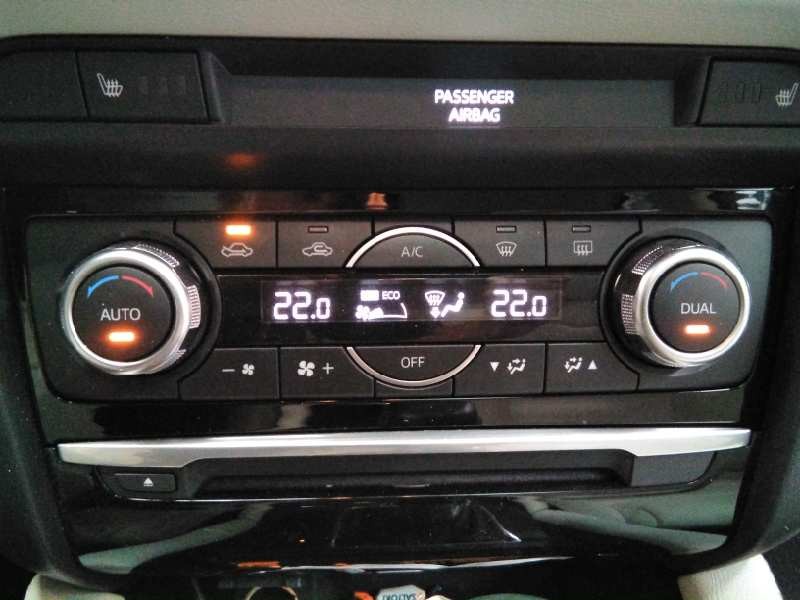 PASSENGER
AIRBAG
A/C
22.0 ECO 22.0
AUTO DUAL
OFF